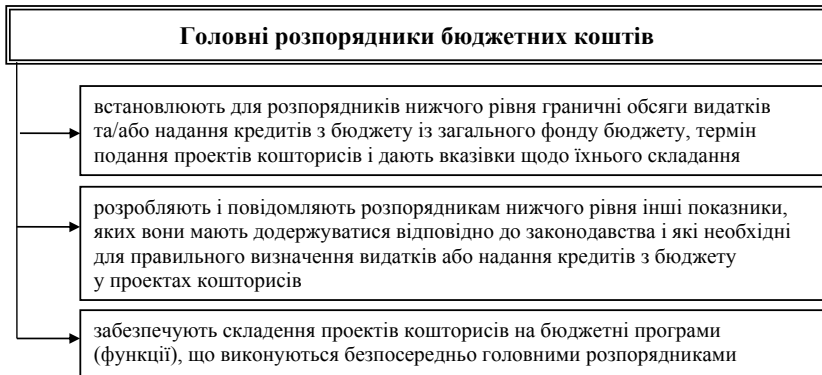 Головні розпорядники бюджетних коштів
встановлюють для розпорядників нижчого рівня граничні обсяги видатків
та/або надання кредитів з бюджету із загального фонду бюджету, термін
подання проектів кошторисів і дають вказівки щодо їхнього складання
розробляють і повідомляють розпорядникам нижчого рівня інші показники,
яких вони мають додержуватися відповідно до законодавства і які необхідні
для правильного визначення видатків або надання кредитів з бюджету
у проектах кошторисів
забезпечують складення проектів кошторисів на бюджетні програми
(функції), що виконуються безпосередньо головними розпорядниками